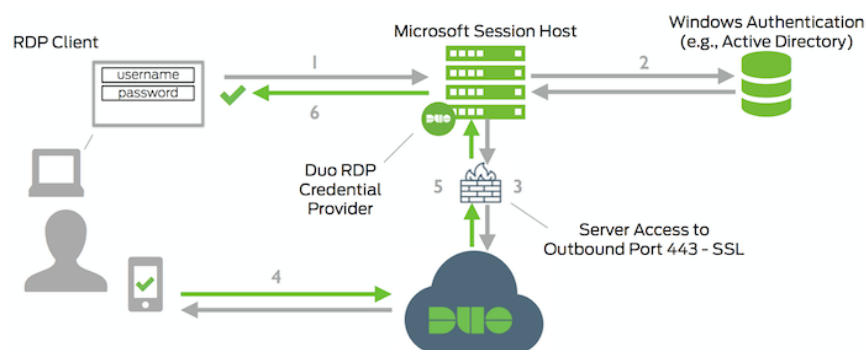 RDP Client
username
password
1
6
Microsoft Session Host
2
Windows Authentication
(e.g., Active Directory)
DUO
Duo RDP
Credential
Provider
5
3
Server Access to
Outbound Port 443 - SSL
4
DUO